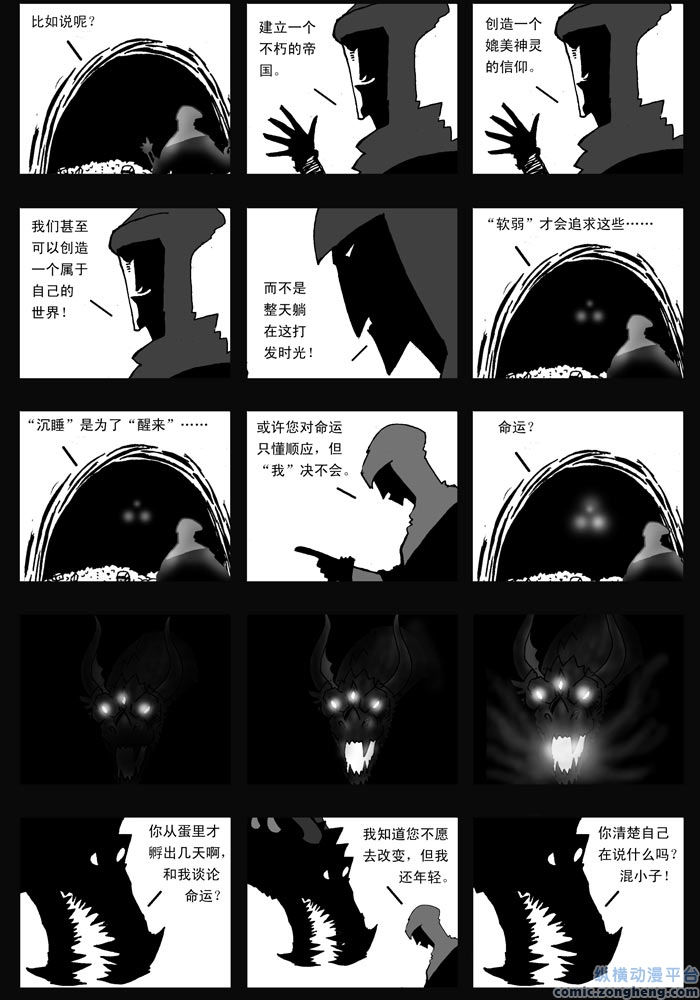 比如说呢？
建立一个
不朽的帝
国。
创造一个
媲美神灵
的信仰。
我们甚至
可以创造
一个属于
自己的
世界！
而不是
整天躺
在这打
发时光！
“软弱”才会追求这些……
“沉睡”是为了“醒来”……
或许您对命运
只懂顺应，但
“我”决不会。
命运？
你从蛋里才
孵出几天啊，
和我谈论
命运？
我知道您不愿
去改变，但我
还年轻。
你清楚自己
在说什么吗？
混小子！
纵横动漫平台
comic.zongheng.com